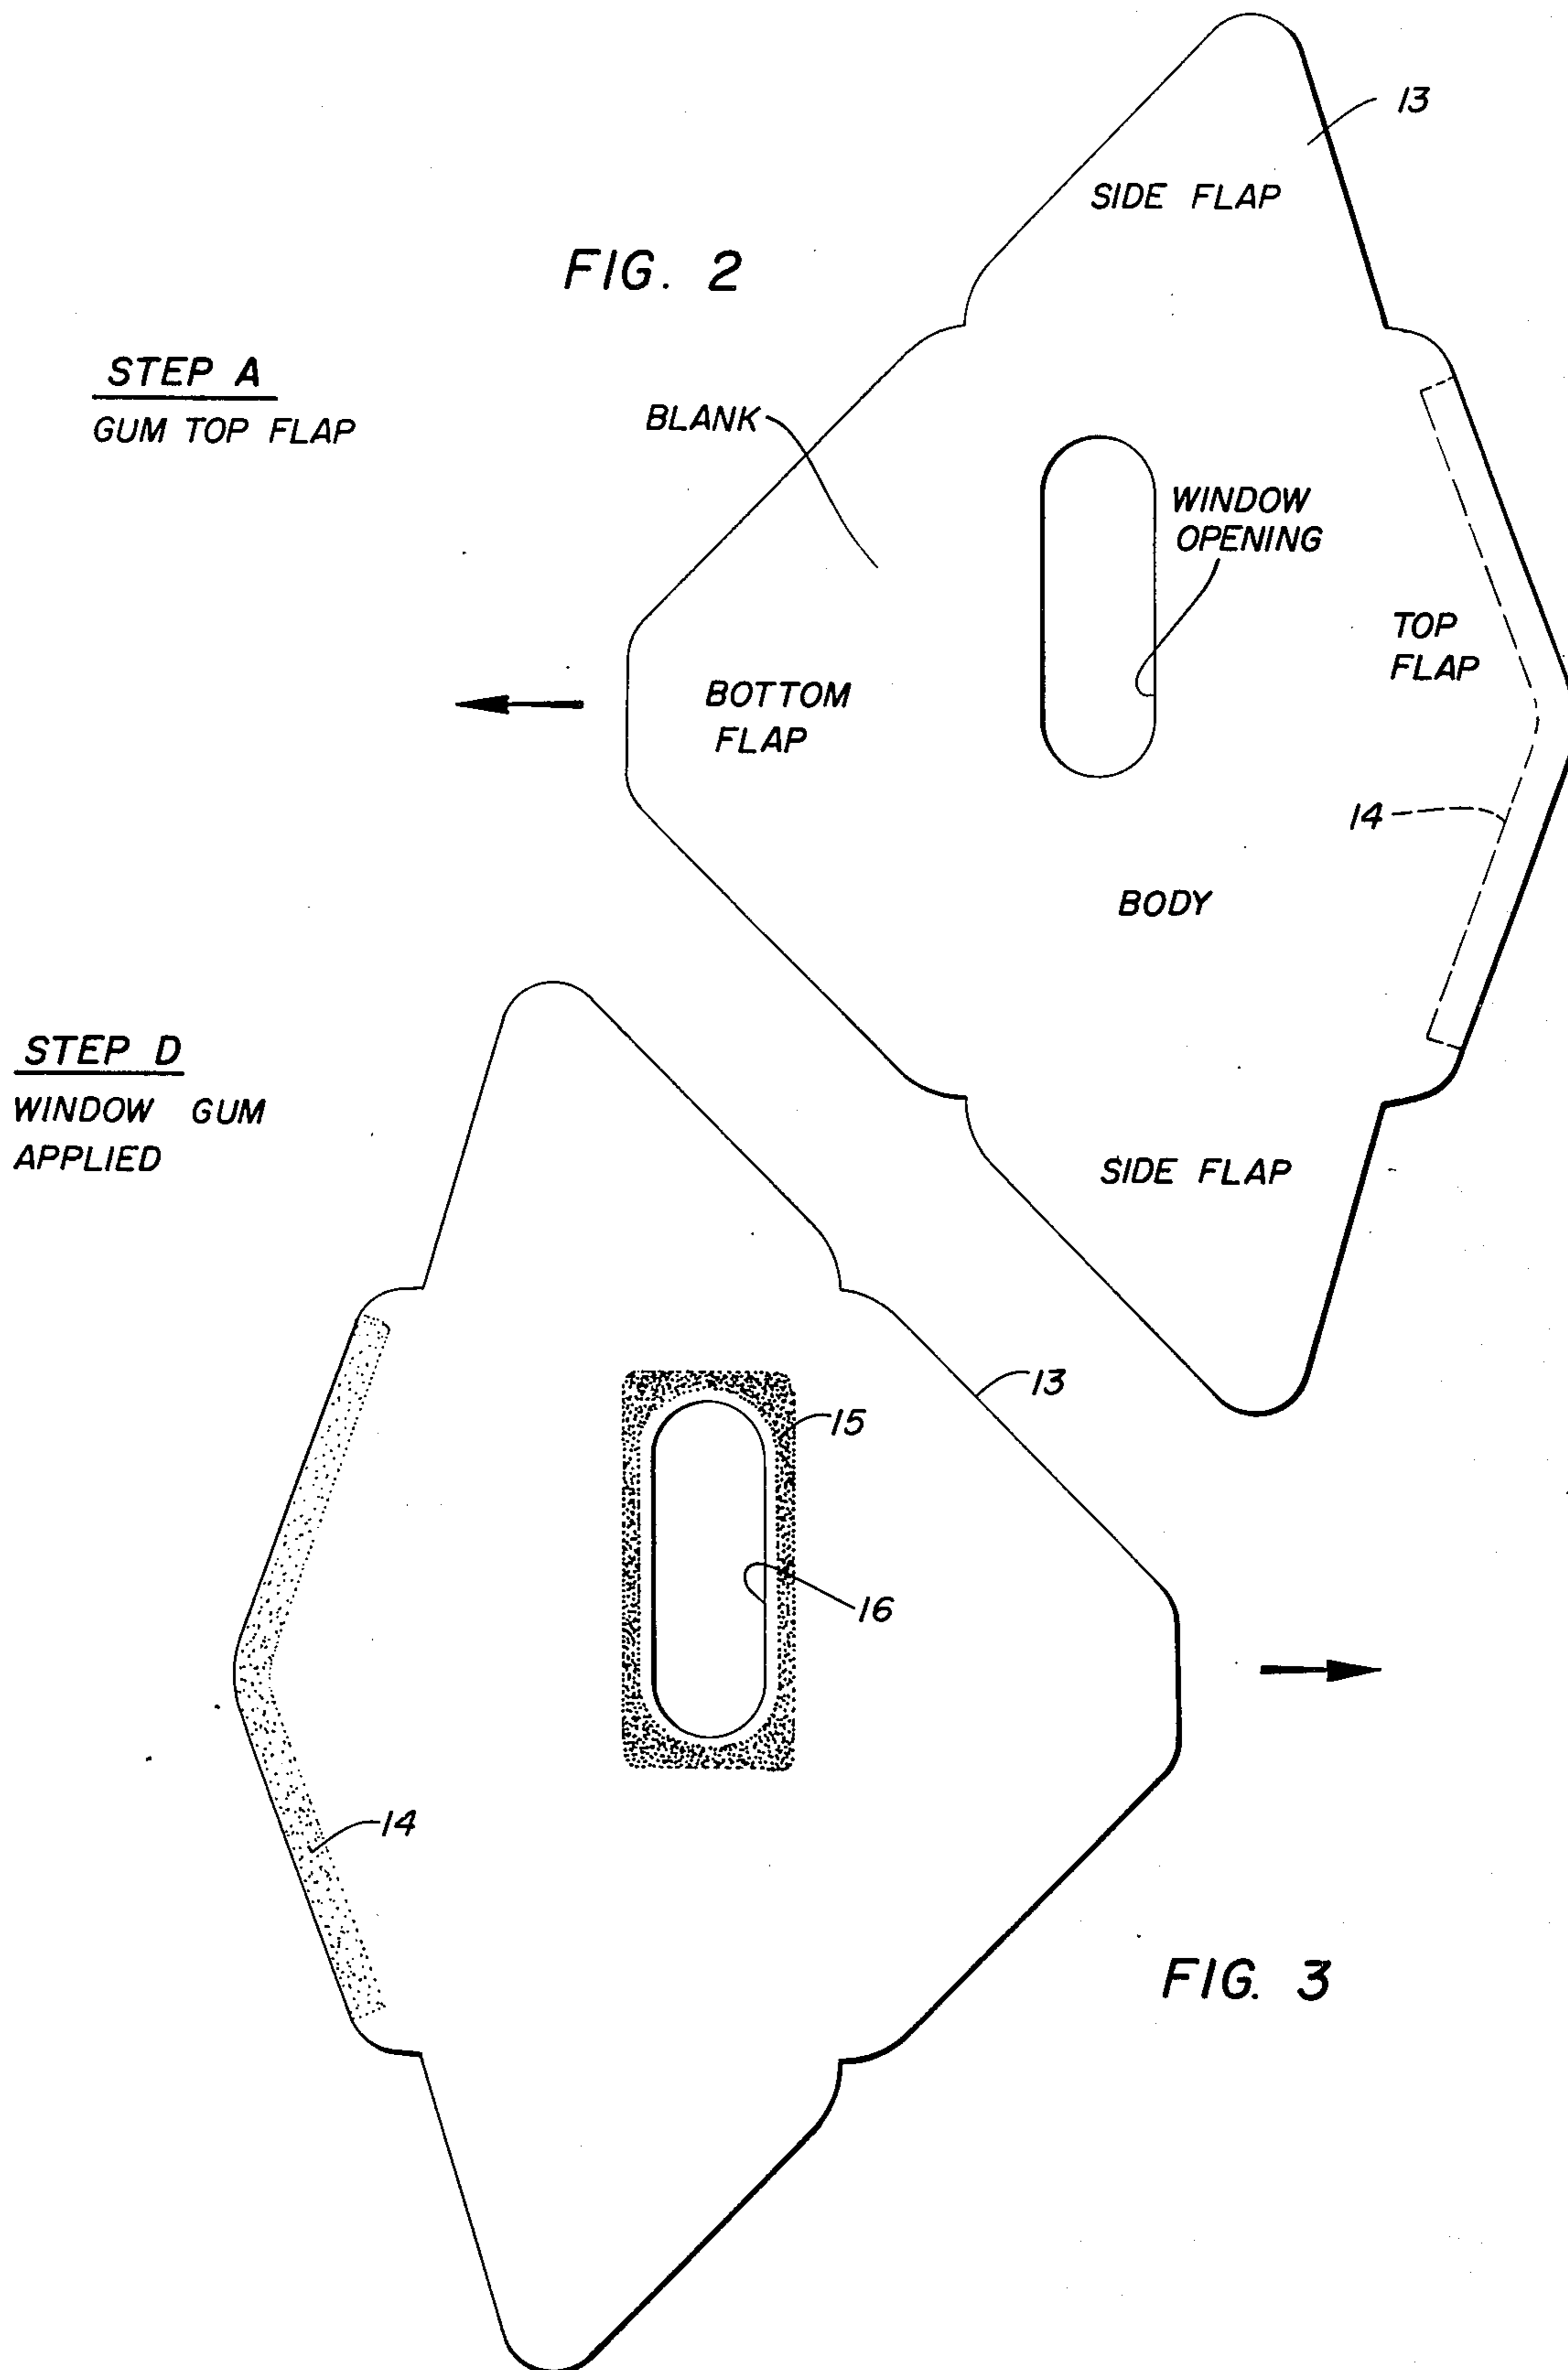 13
SIDE FLAP
FIG. 2
STEP A
GUM TOP FLAP
BLANK
WINDOW
OPENING
TOP
FLAP
BOTTOM
FLAP
14
BODY
SIDE FLAP
STEP D
WINDOW GUM
APPLIED
13
15
16
14
FIG. 3